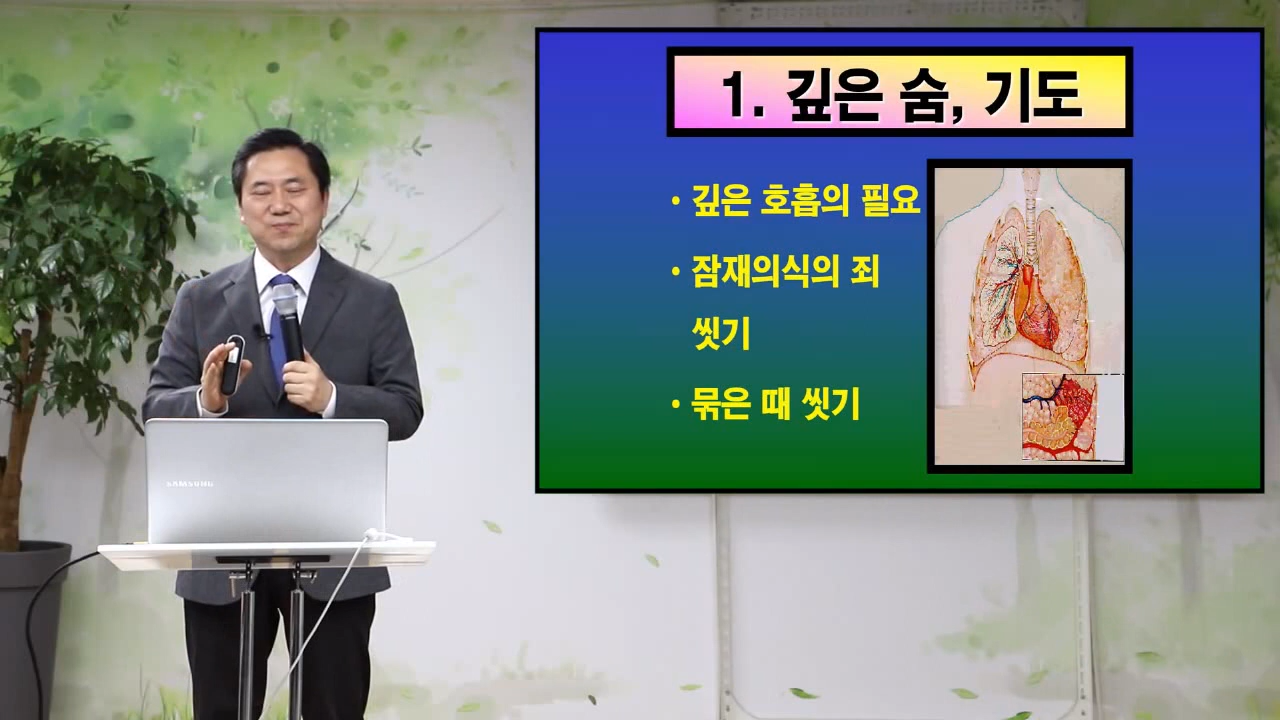 1. 깊은 숨, 기도
• 깊은 호흡의 필요
• 잠재의식의 죄
씻기
• 묶은 때 씻기
SAMSUNG